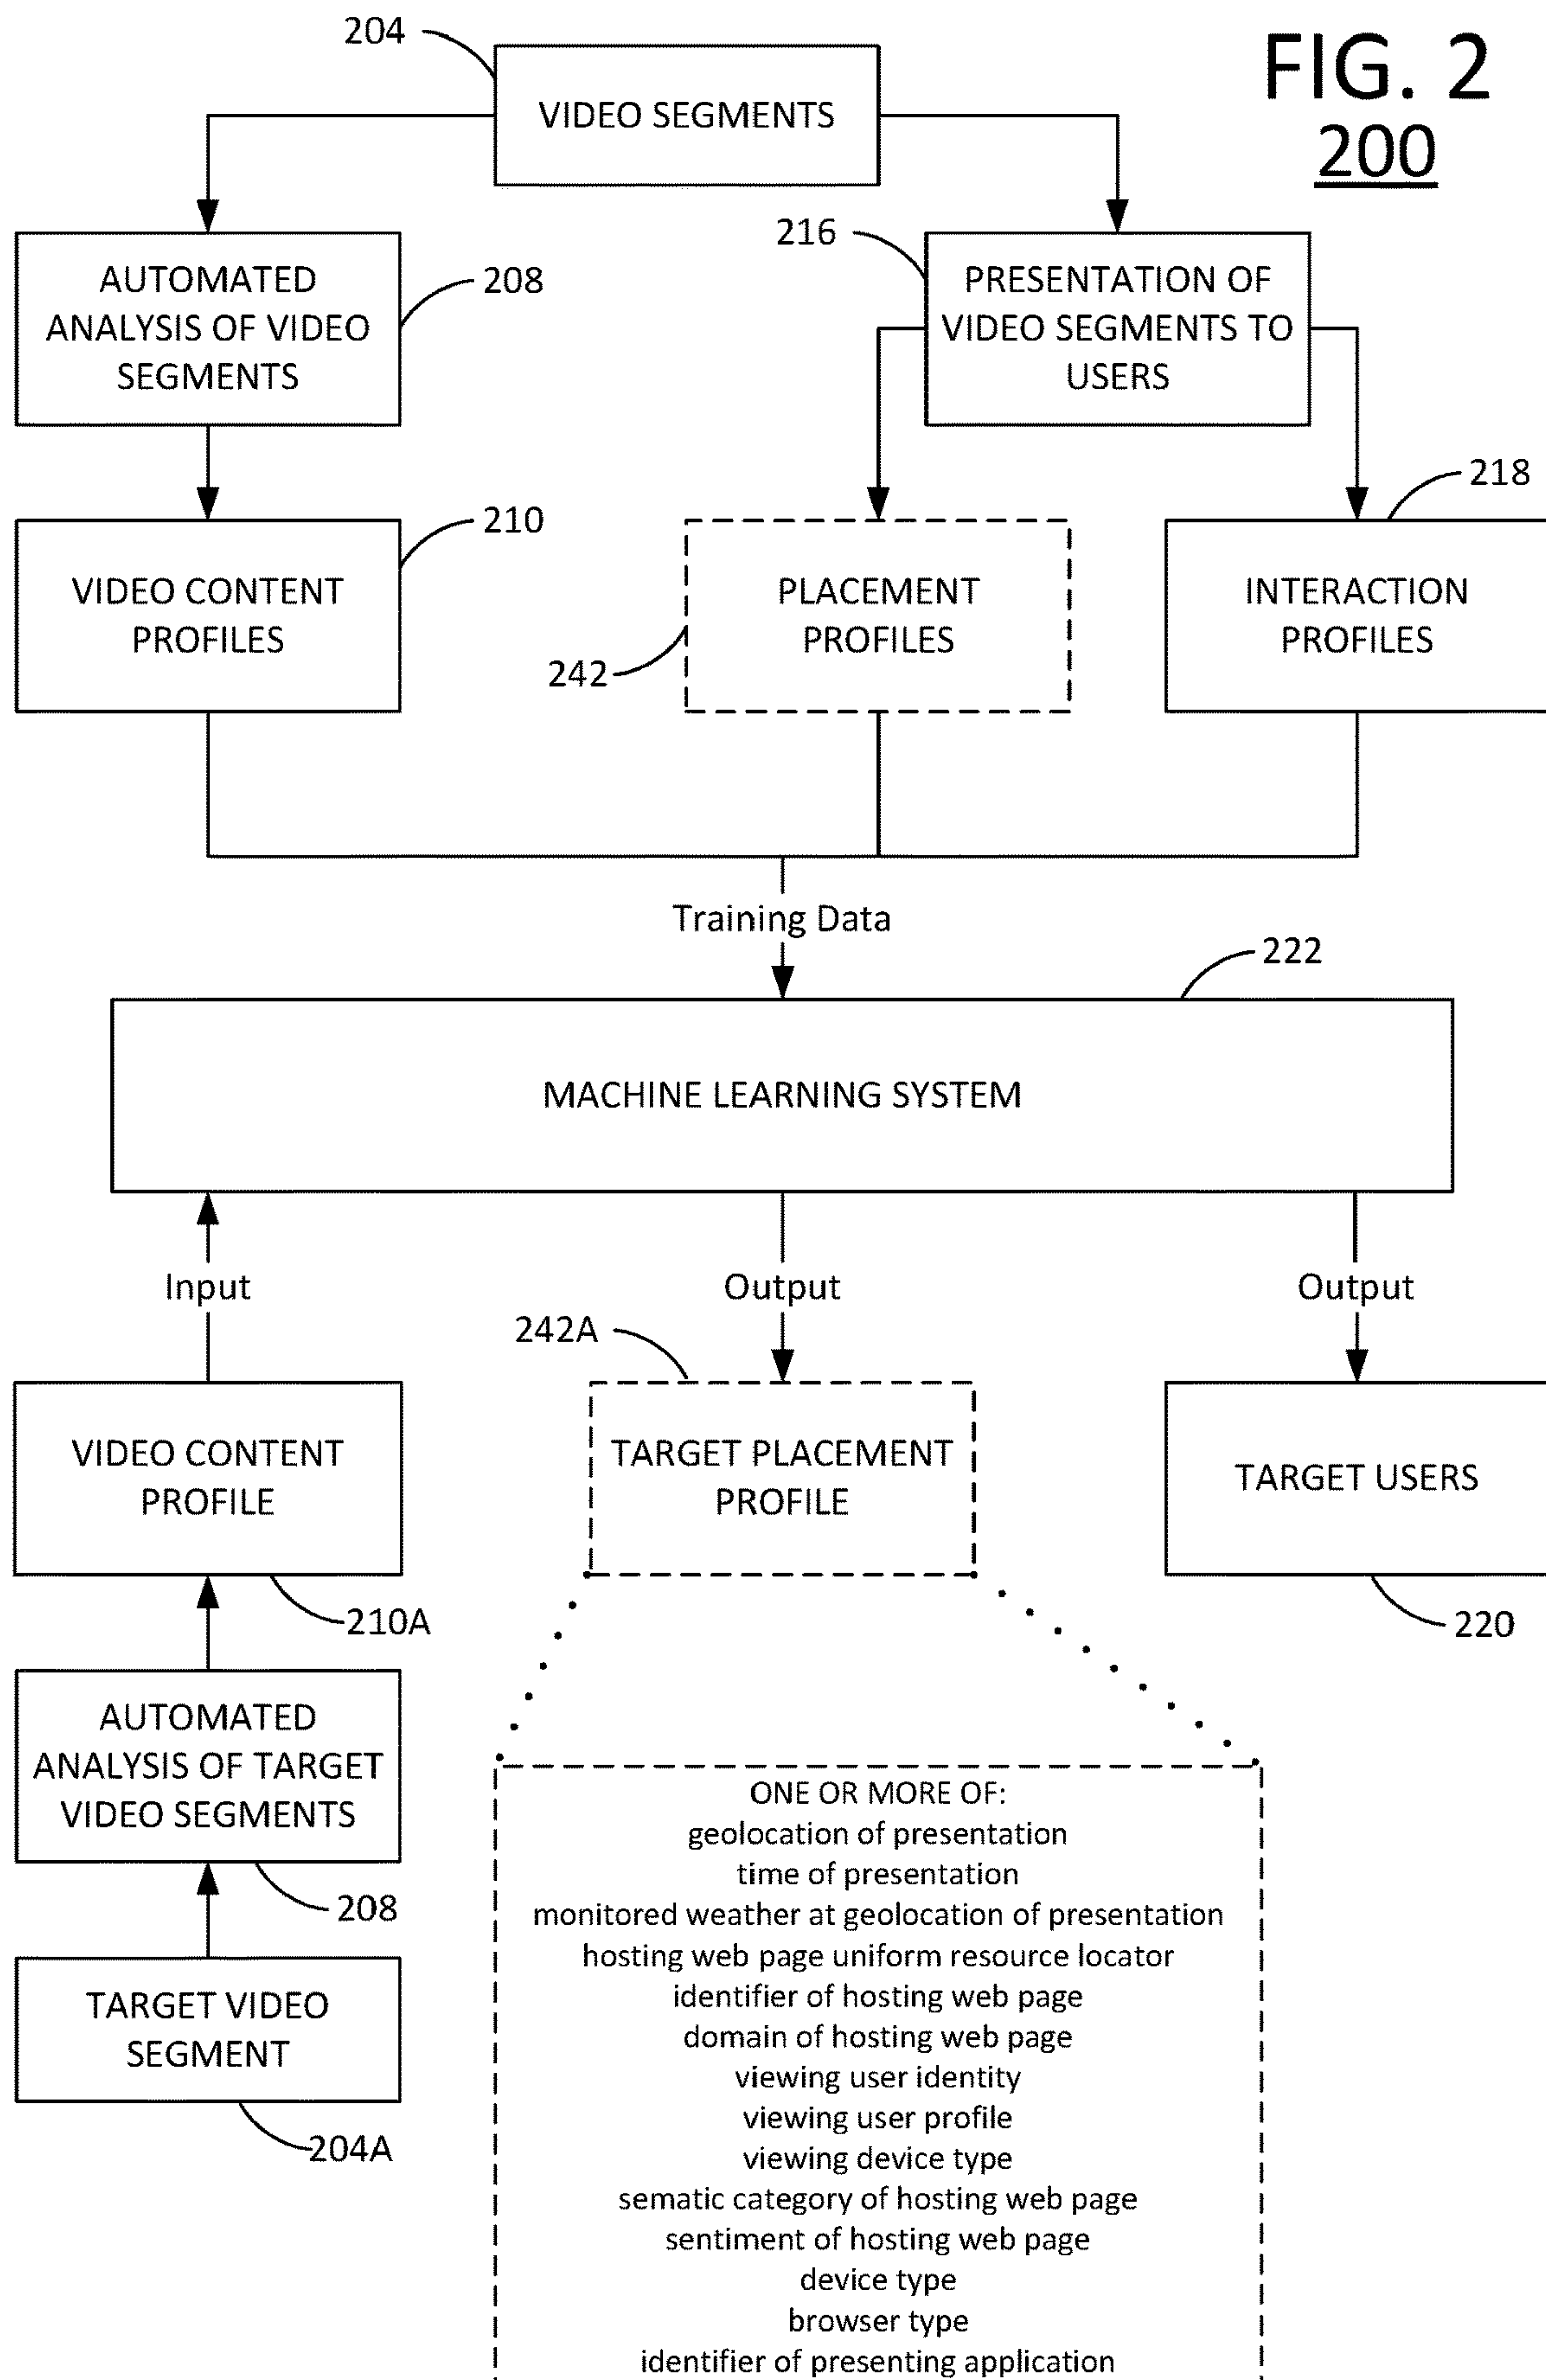 FIG. 2
200
204
VIDEO SEGMENTS
AUTOMATED
ANALYSIS OF VIDEO
SEGMENTS
208
216
PRESENTATION OF
VIDEO SEGMENTS TO
USERS
VIDEO CONTENT
PROFILES
210
PLACEMENT
PROFILES
242
218
INTERACTION
PROFILES
Training Data
222
MACHINE LEARNING SYSTEM
Input
Output
Output
VIDEO CONTENT
PROFILE
210A
242A
TARGET PLACEMENT
PROFILE
TARGET USERS
220
AUTOMATED
ANALYSIS OF TARGET
VIDEO SEGMENTS
208
TARGET VIDEO
SEGMENT
204A
ONE OR MORE OF:
geolocation of presentation
time of presentation
monitored weather at geolocation of presentation
hosting web page uniform resource locator
identifier of hosting web page
domain of hosting web page
viewing user identity
viewing user profile
viewing device type
sematic category of hosting web page
sentiment of hosting web page
device type
browser type
identifier of presenting application